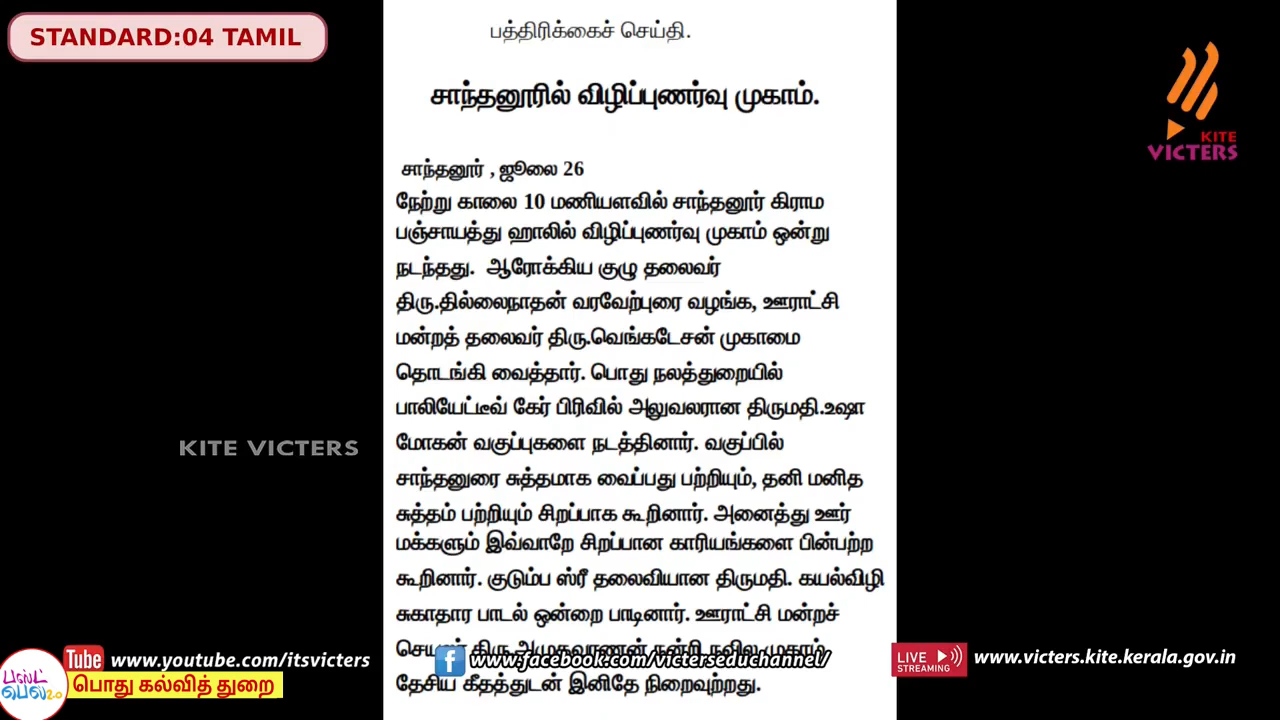 STANDARD:04 TAMIL
பத்திரிக்கைச் செய்தி.
சாந்தனூரில் விழிப்புணர்வு முகாம்.
சாந்தனூர் , ஜூலை 26
நேற்று காலை 10 மணியளவில் சாந்தனூர் கிராம
பஞ்சாயத்து ஹாலில் விழிப்புணர்வு முகாம் ஒன்று
நடந்தது. ஆரோக்கிய குழு தலைவர்
திரு.தில்லைநாதன் வரவேற்புரை வழங்க, ஊராட்சி
மன்றத் தலைவர் திரு.வெங்கடேசன் முகாமை
தொடங்கி வைத்தார். பொது நலத்துறையில்
பாலியேட்டீவ் கேர் பிரிவில் அலுவலரான திருமதி.உஷா
மோகன் வகுப்புகளை நடத்தினார். வகுப்பில்
சாந்தனுரை சுத்தமாக வைப்பது பற்றியும், தனி மனித
சுத்தம் பற்றியும் சிறப்பாக கூறினார். அனைத்து ஊர்
மக்களும் இவ்வாறே சிறப்பான காரியங்களை பின்பற்ற
கூறினார். குடும்ப ஸ்ரீ தலைவியான திருமதி. கயல்விழி
சுகாதார பாடல் ஒன்றை பாடினார். ஊராட்சி மன்றச்
முகாம்
தேசிய கீதத்துடன் இனிதே நிறைவுற்றது.
KITE
VICTERS
KITE VICTERS
Tube www.youtube.com/itsvicters
www.facebook.com/victerseduchannel/
LIVE
STREAMING
www.victers.kite.kerala.gov.in
பஸ்ட்
பெல் 2.0
பொது கல்வித் துறை